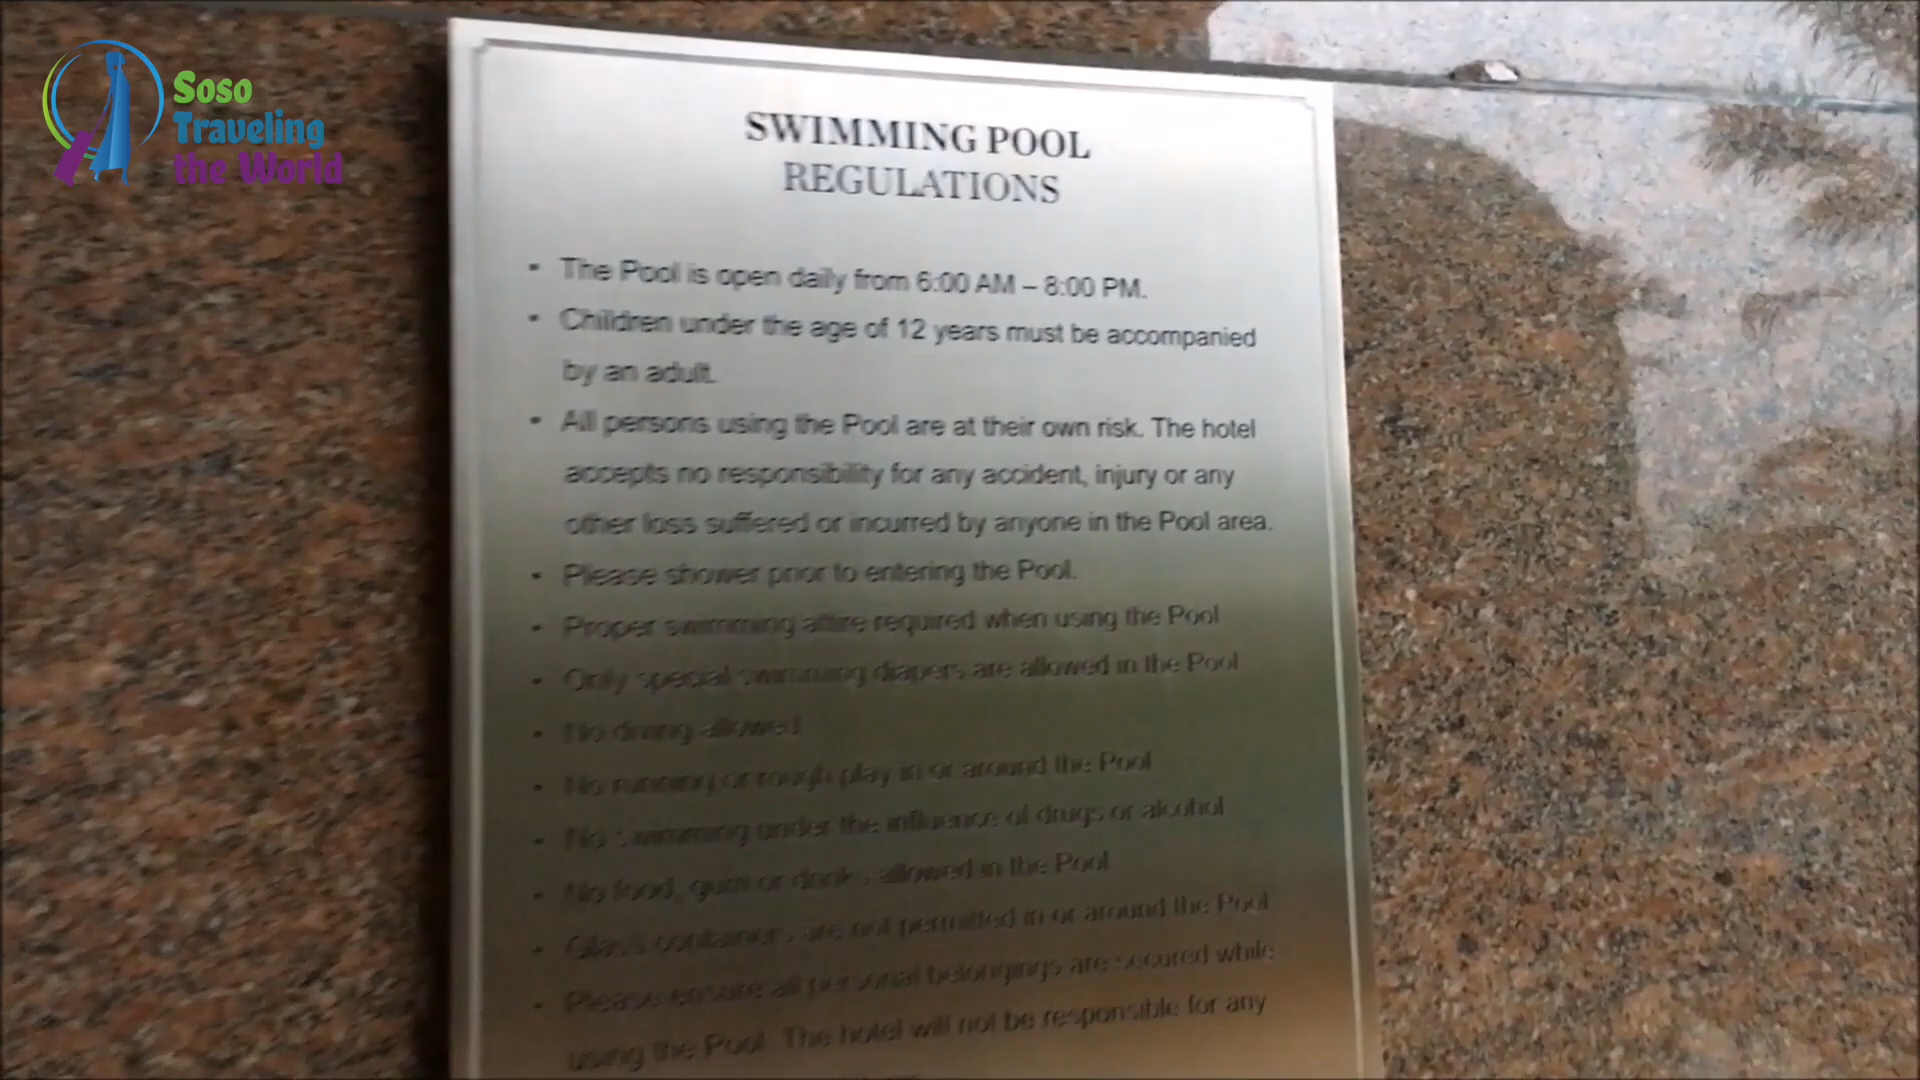 Soso
Traveling
the World
SWIMMING POOL
REGULATIONS
• The Pool is open daily from 6:00 AM – 8:00 PM.
• Children under the age of 12 years must be accompanied
by an adult.
• All persons using the Pool are at their own risk. The hotel
accepts no responsibility for any accident, injury or any
other loss suffered or incurred by anyone in the Pool area.
• Please shower prior to entering the Pool.
• Proper swimming attire required when using the Pool
• Only special swimming diapers are allowed in the Pool
• No diving allowed
• No running or rough play in or around the Pool
• No swimming under the influence of drugs or alcohol
• No food, gum or drinks allowed in the Pool
• Glass containers are not permitted in or around the Pool
• Please ensure all personal belongings are secured while
using the Pool. The hotel will not be responsible for any